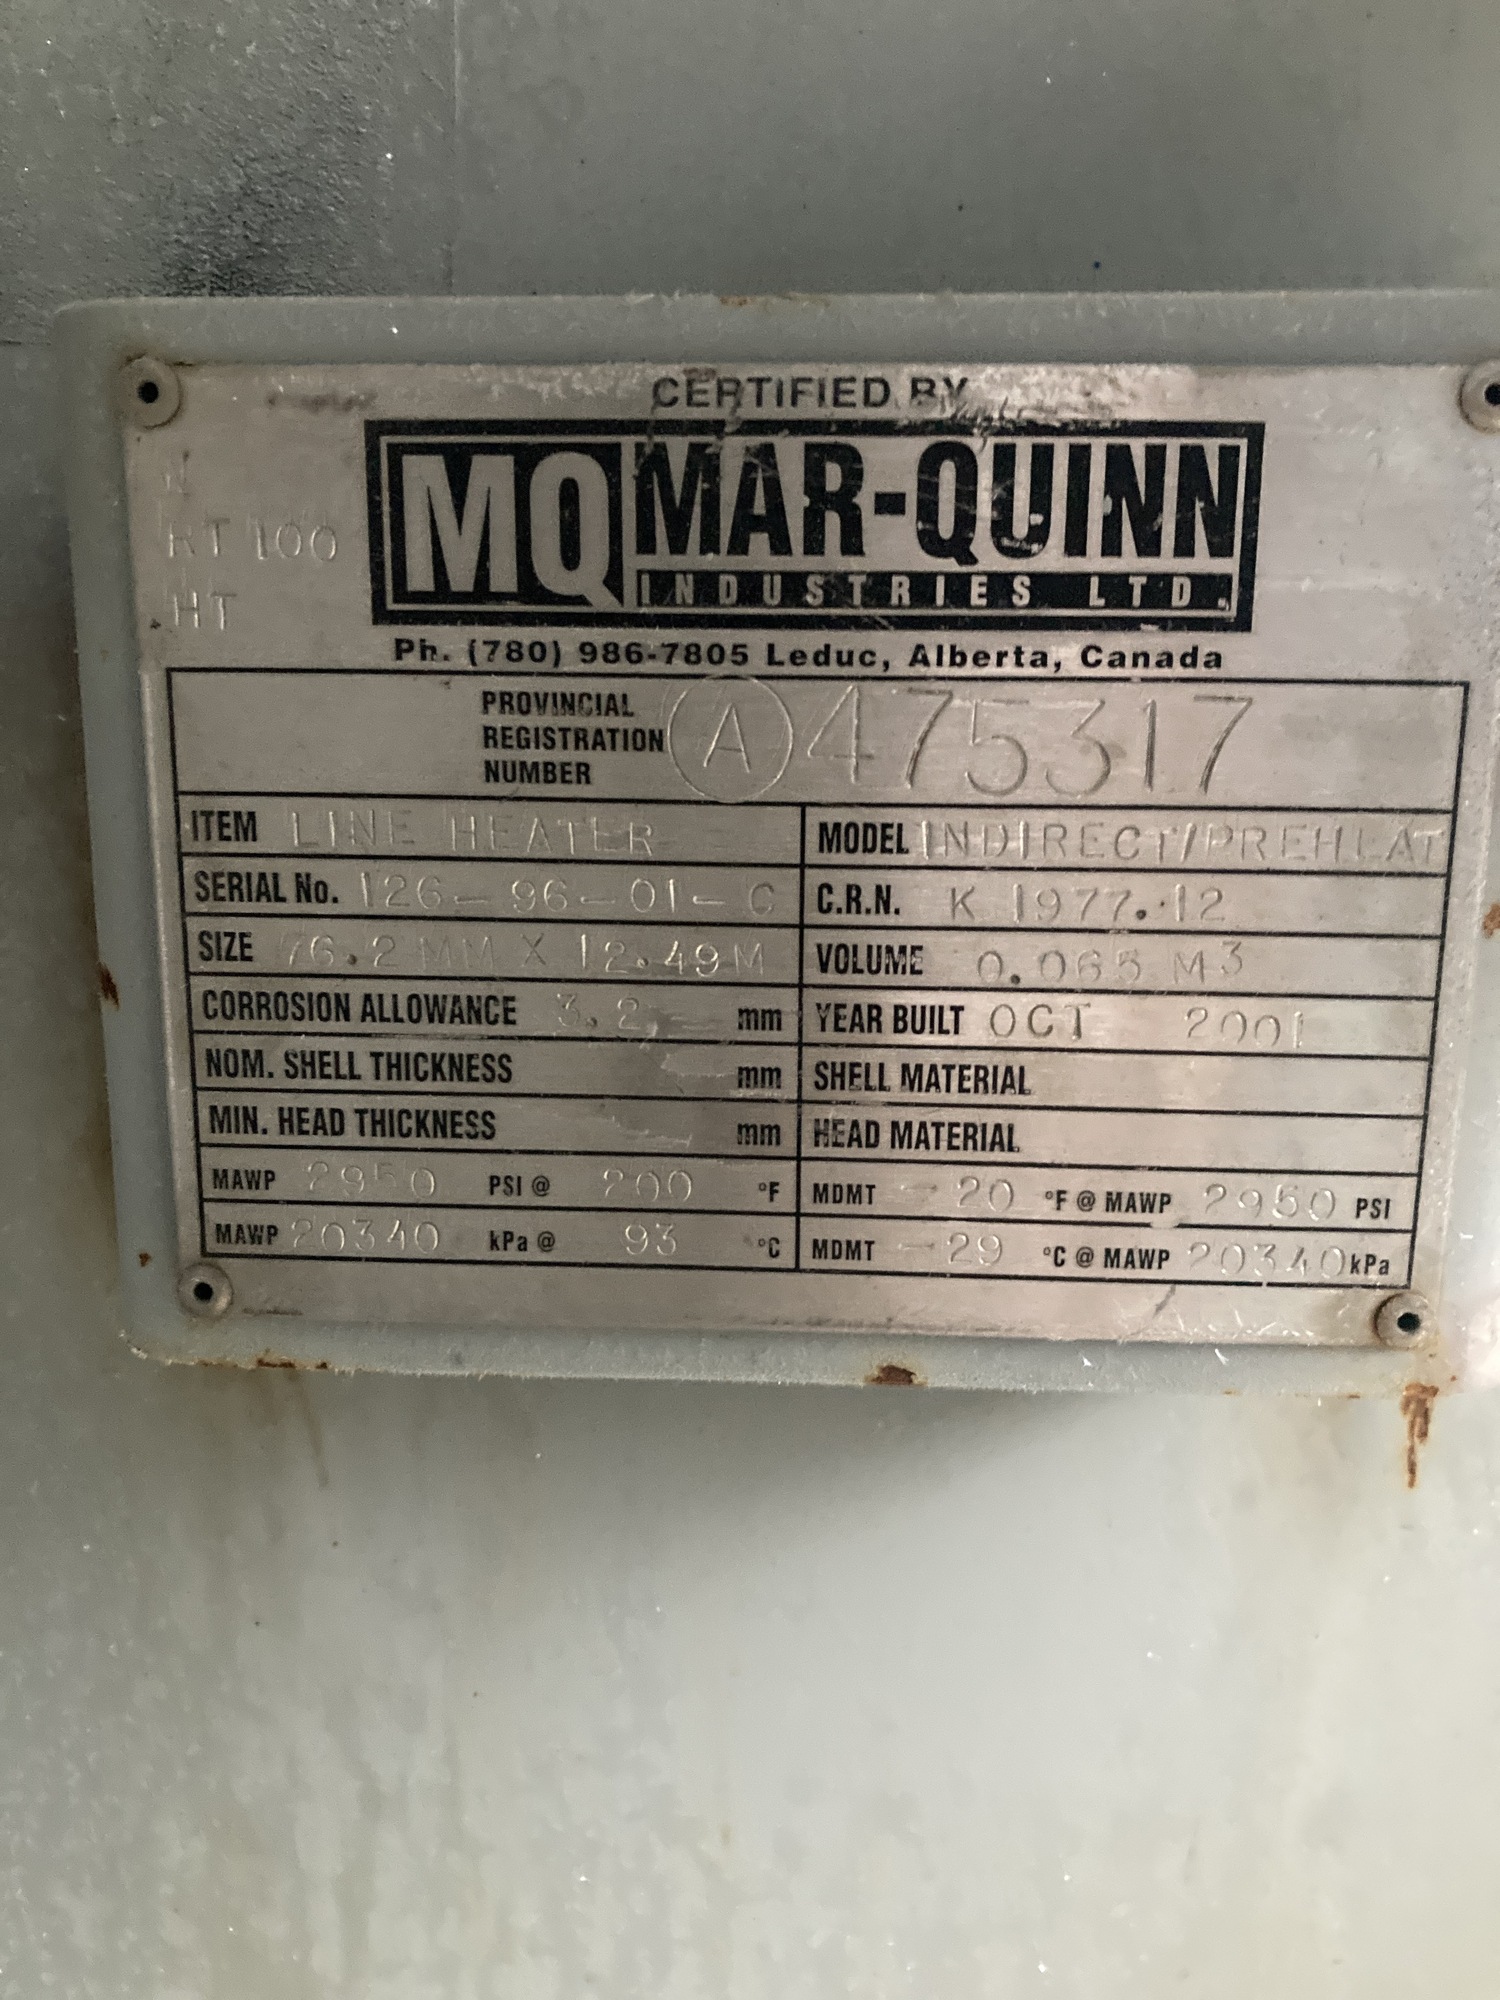 CERTIFIED BY
W
RT 100
HT
MQ MAR-QUINN
INDUSTRIES LTD.
Ph. (780) 986-7805 Leduc, Alberta, Canada
PROVINCIAL
REGISTRATION
NUMBER
A 475317
ITEM LINE HEATER
MODEL INDIRECT/PREHEAT
SERIAL No. 126-96-01-C
C.R.N. K 1977.12
SIZE 76.2 MM X 12.49 M
VOLUME 0.065 M3
CORROSION ALLOWANCE 3.2 mm
YEAR BUILT OCT 2001
NOM. SHELL THICKNESS mm
SHELL MATERIAL
MIN. HEAD THICKNESS mm
HEAD MATERIAL
MAWP 2950 PSI @ 200 °F
MDMT -20 °F @ MAWP 2950 PSI
MAWP 20340 kPa @ 93 °C
MDMT -29 °C @ MAWP 20340 kPa